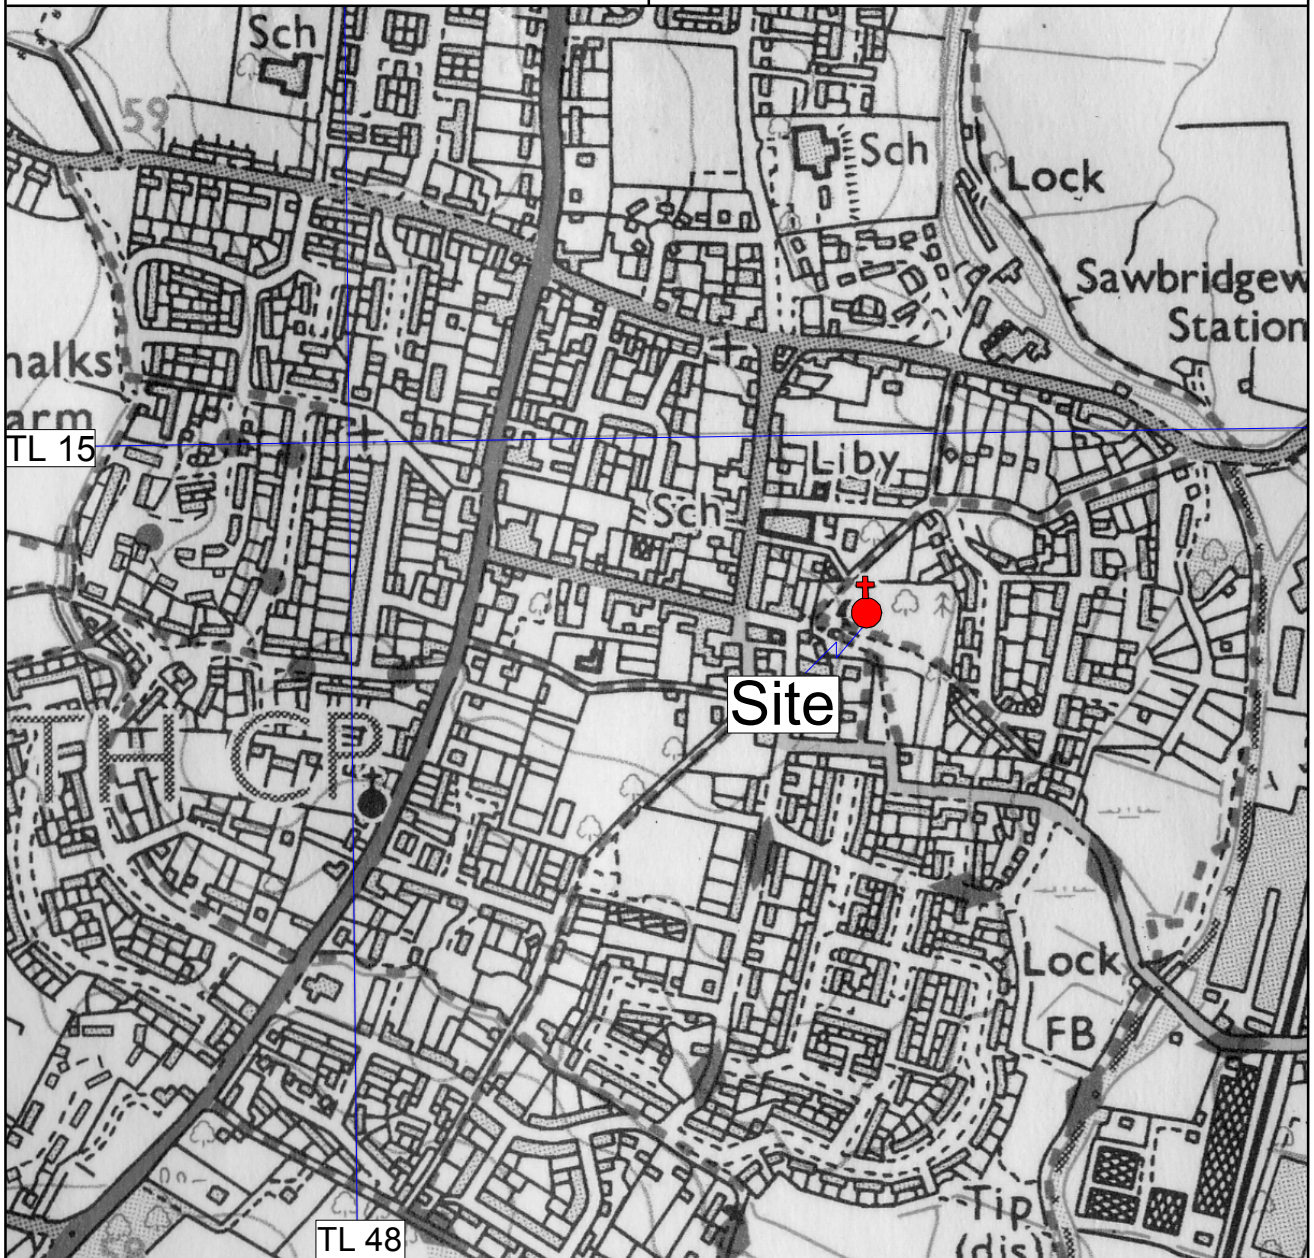 Sch
59
Sch
Lock
Sawbridgew
Station
halks
arm
TL 15
Liby
Sch
Site
TH CP
Lock
FB
TL 48
Tip
(dis)